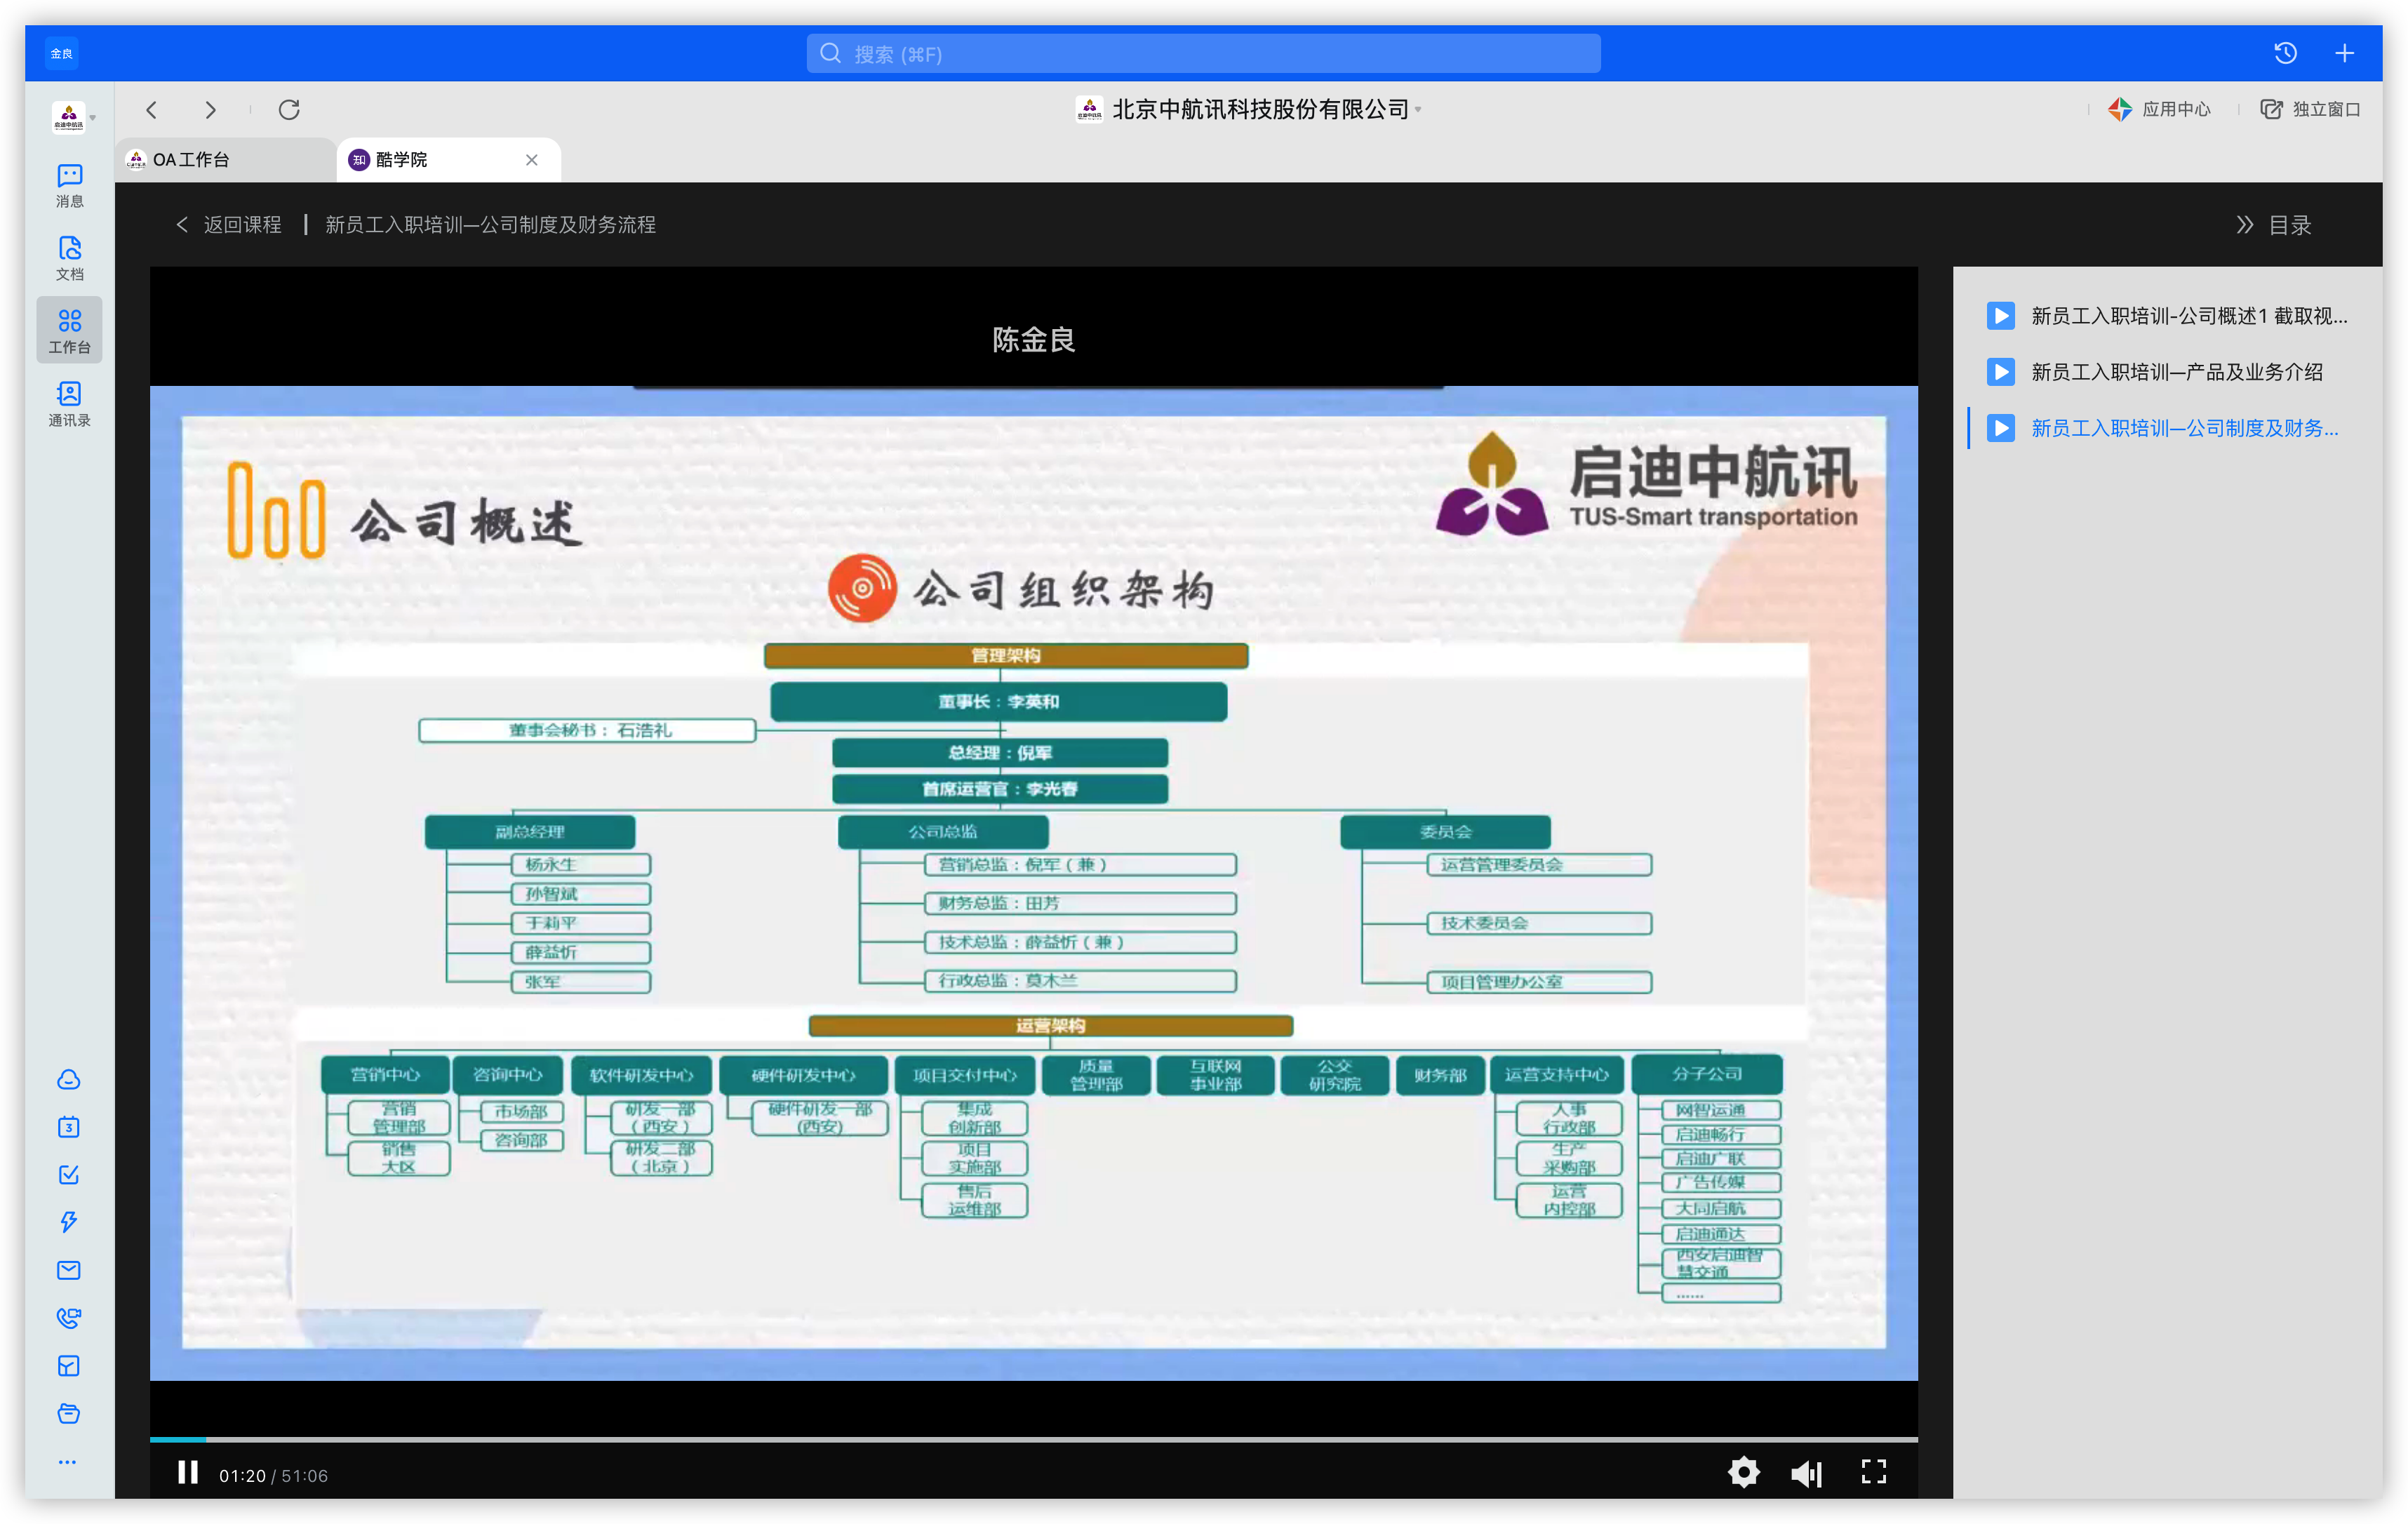 金良
搜索 (⌘F)
北京中航讯科技股份有限公司
应用中心
独立窗口
OA工作台
知 酷学院
消息
文档
工作台
通讯录
3
返回课程
新员工入职培训—公司制度及财务流程
目录
新员工入职培训-公司概述1 截取视...
新员工入职培训—产品及业务介绍
新员工入职培训—公司制度及财务...
陈金良
公司概述
启迪中航讯
TUS-Smart transportation
公司组织架构
管理架构
董事长：李英和
董事会秘书：石浩礼
总经理：倪军
首席运营官：李光春
副总经理
杨永生
孙智斌
于莉平
薛益忻
张军
公司总监
营销总监：倪军（兼）
财务总监：田芳
技术总监：薛益忻（兼）
行政总监：莫木兰
委员会
运营管理委员会
技术委员会
项目管理办公室
运营架构
营销中心
营销
管理部
销售
大区
咨询中心
市场部
咨询部
软件研发中心
研发一部
（西安）
研发二部
（北京）
硬件研发中心
硬件研发一部
(西安)
项目交付中心
集成
创新部
项目
实施部
售后
运维部
质量
管理部
互联网
事业部
公交
研究院
财务部
运营支持中心
人事
行政部
生产
采购部
运营
内控部
分子公司
网智运通
启迪畅行
启迪广联
广告传媒
大同启航
启迪通达
西安启迪智
慧交通
......
01:20 / 51:06